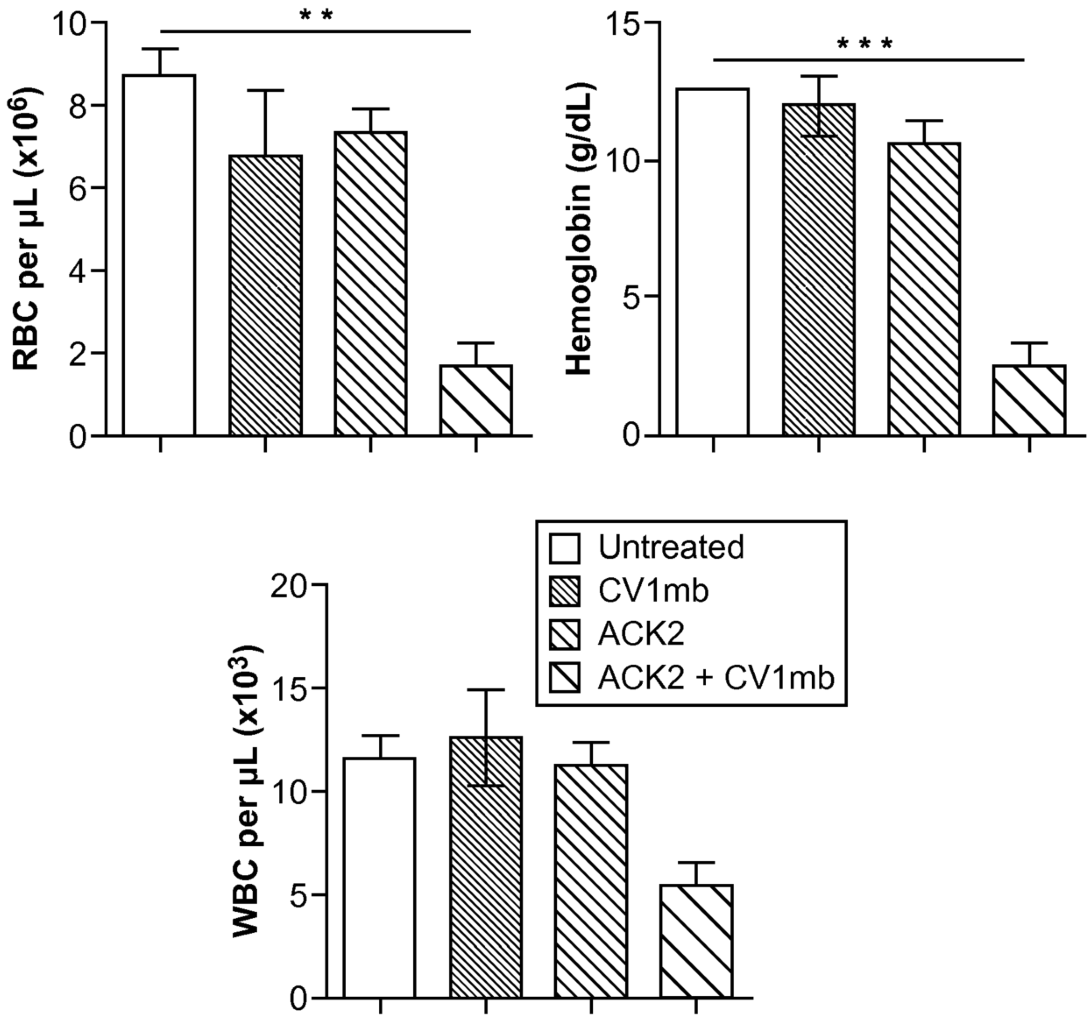 **
10
8
6
4
2
0
RBC per µL (x10⁶)
***
15
10
5
0
Hemoglobin (g/dL)
Untreated
CV1mb
ACK2
ACK2 + CV1mb
20
15
10
5
0
WBC per µL (x10³)